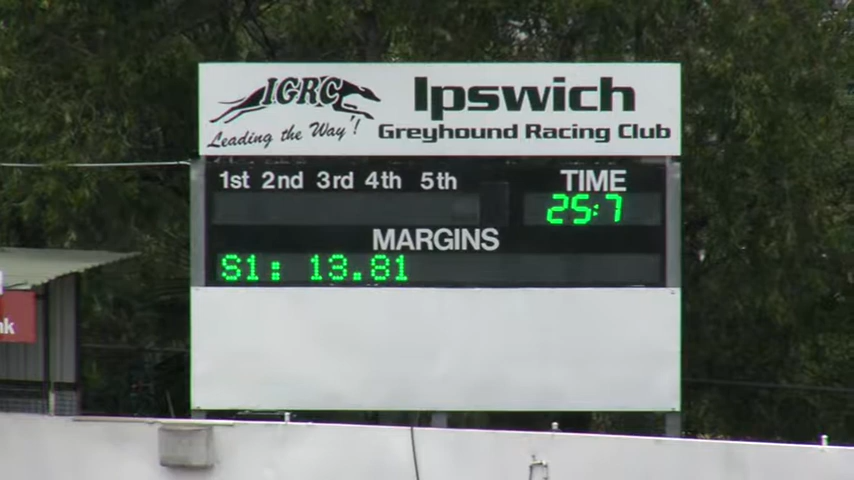 IGRC
Leading the Way!
Ipswich
Greyhound Racing Club
1st 2nd 3rd 4th 5th
TIME
25:7
MARGINS
S1: 13.81